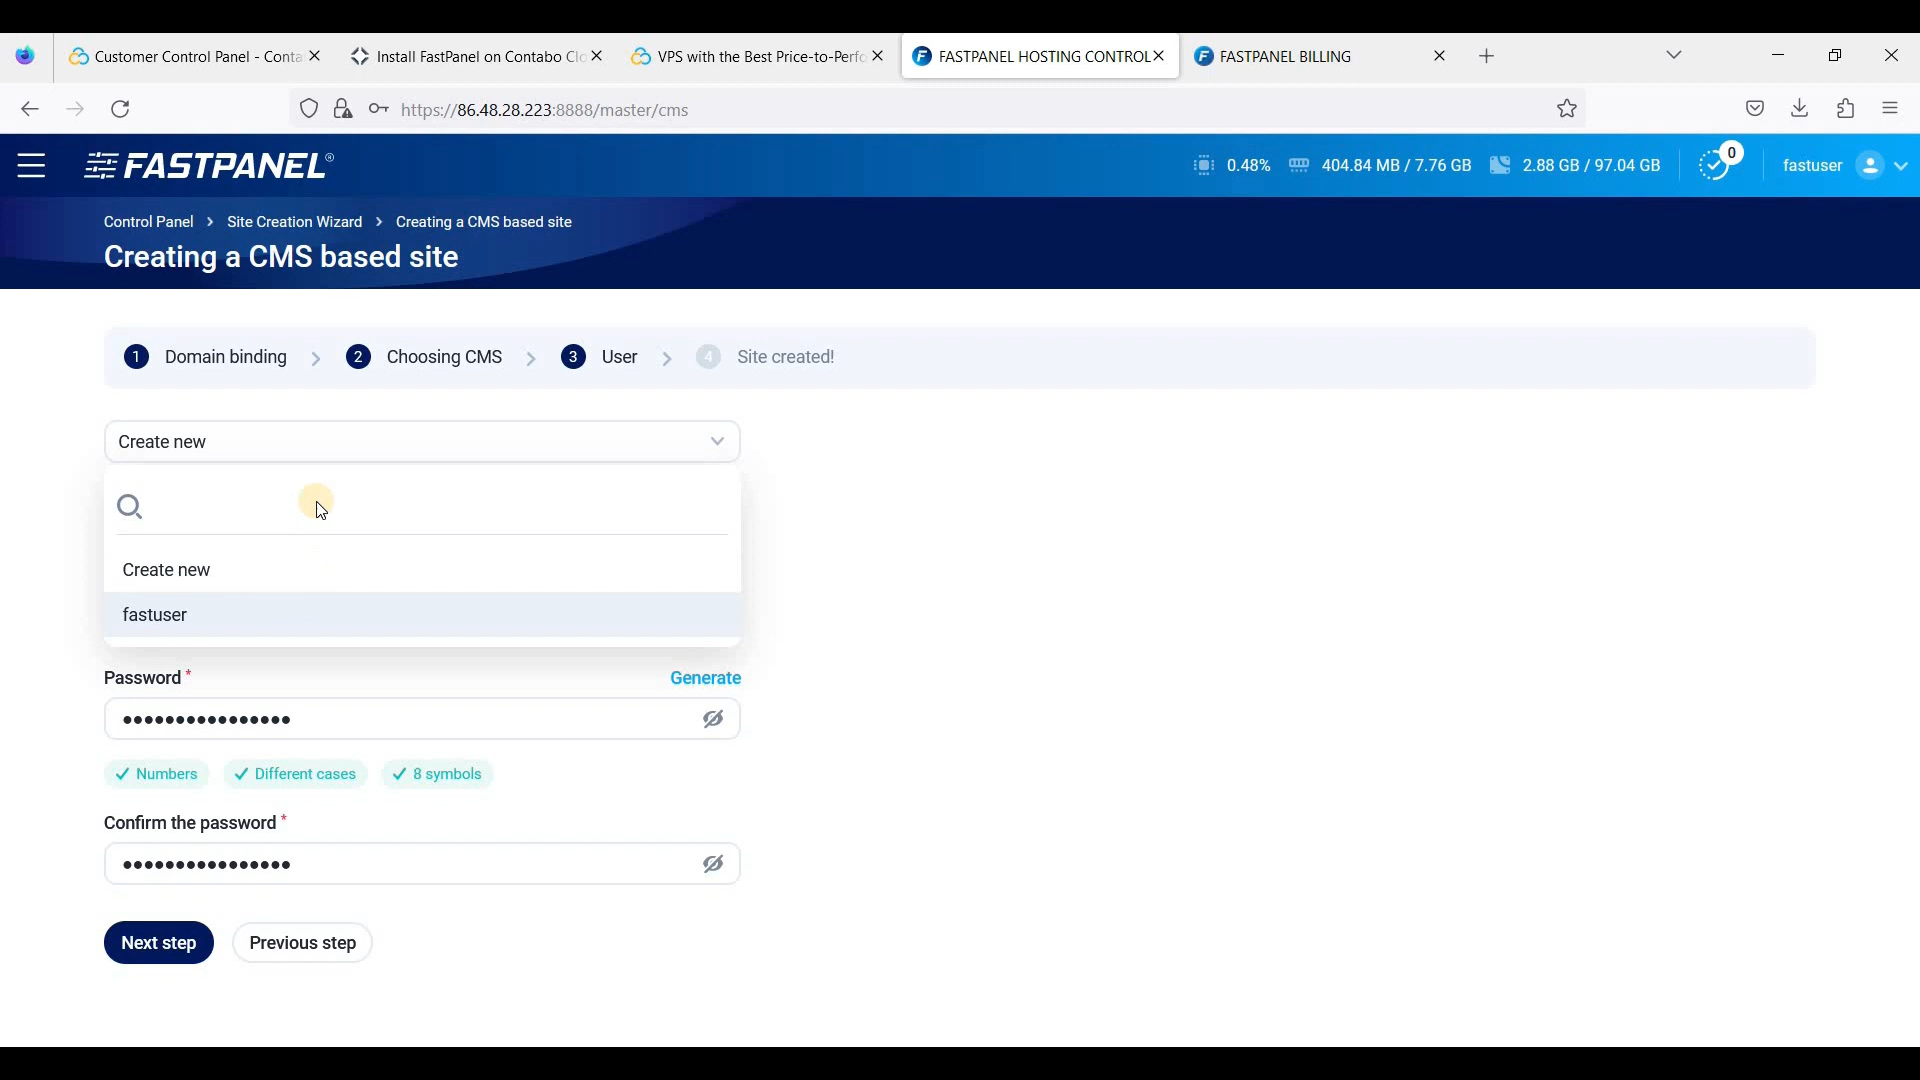 Customer Control Panel - Conta
Install FastPanel on Contabo Clo
VPS with the Best Price-to-Perfo
FASTPANEL HOSTING CONTROL
FASTPANEL BILLING
https://86.48.28.223:8888/master/cms
FASTPANEL®
0.48%
404.84 MB / 7.76 GB
2.88 GB / 97.04 GB
0
fastuser
Control Panel > Site Creation Wizard > Creating a CMS based site
Creating a CMS based site
1 Domain binding > 2 Choosing CMS > 3 User > 4 Site created!
Create new
Create new
fastuser
Password *
Generate
••••••••••••••••
Numbers
Different cases
8 symbols
Confirm the password *
••••••••••••••••
Next step
Previous step